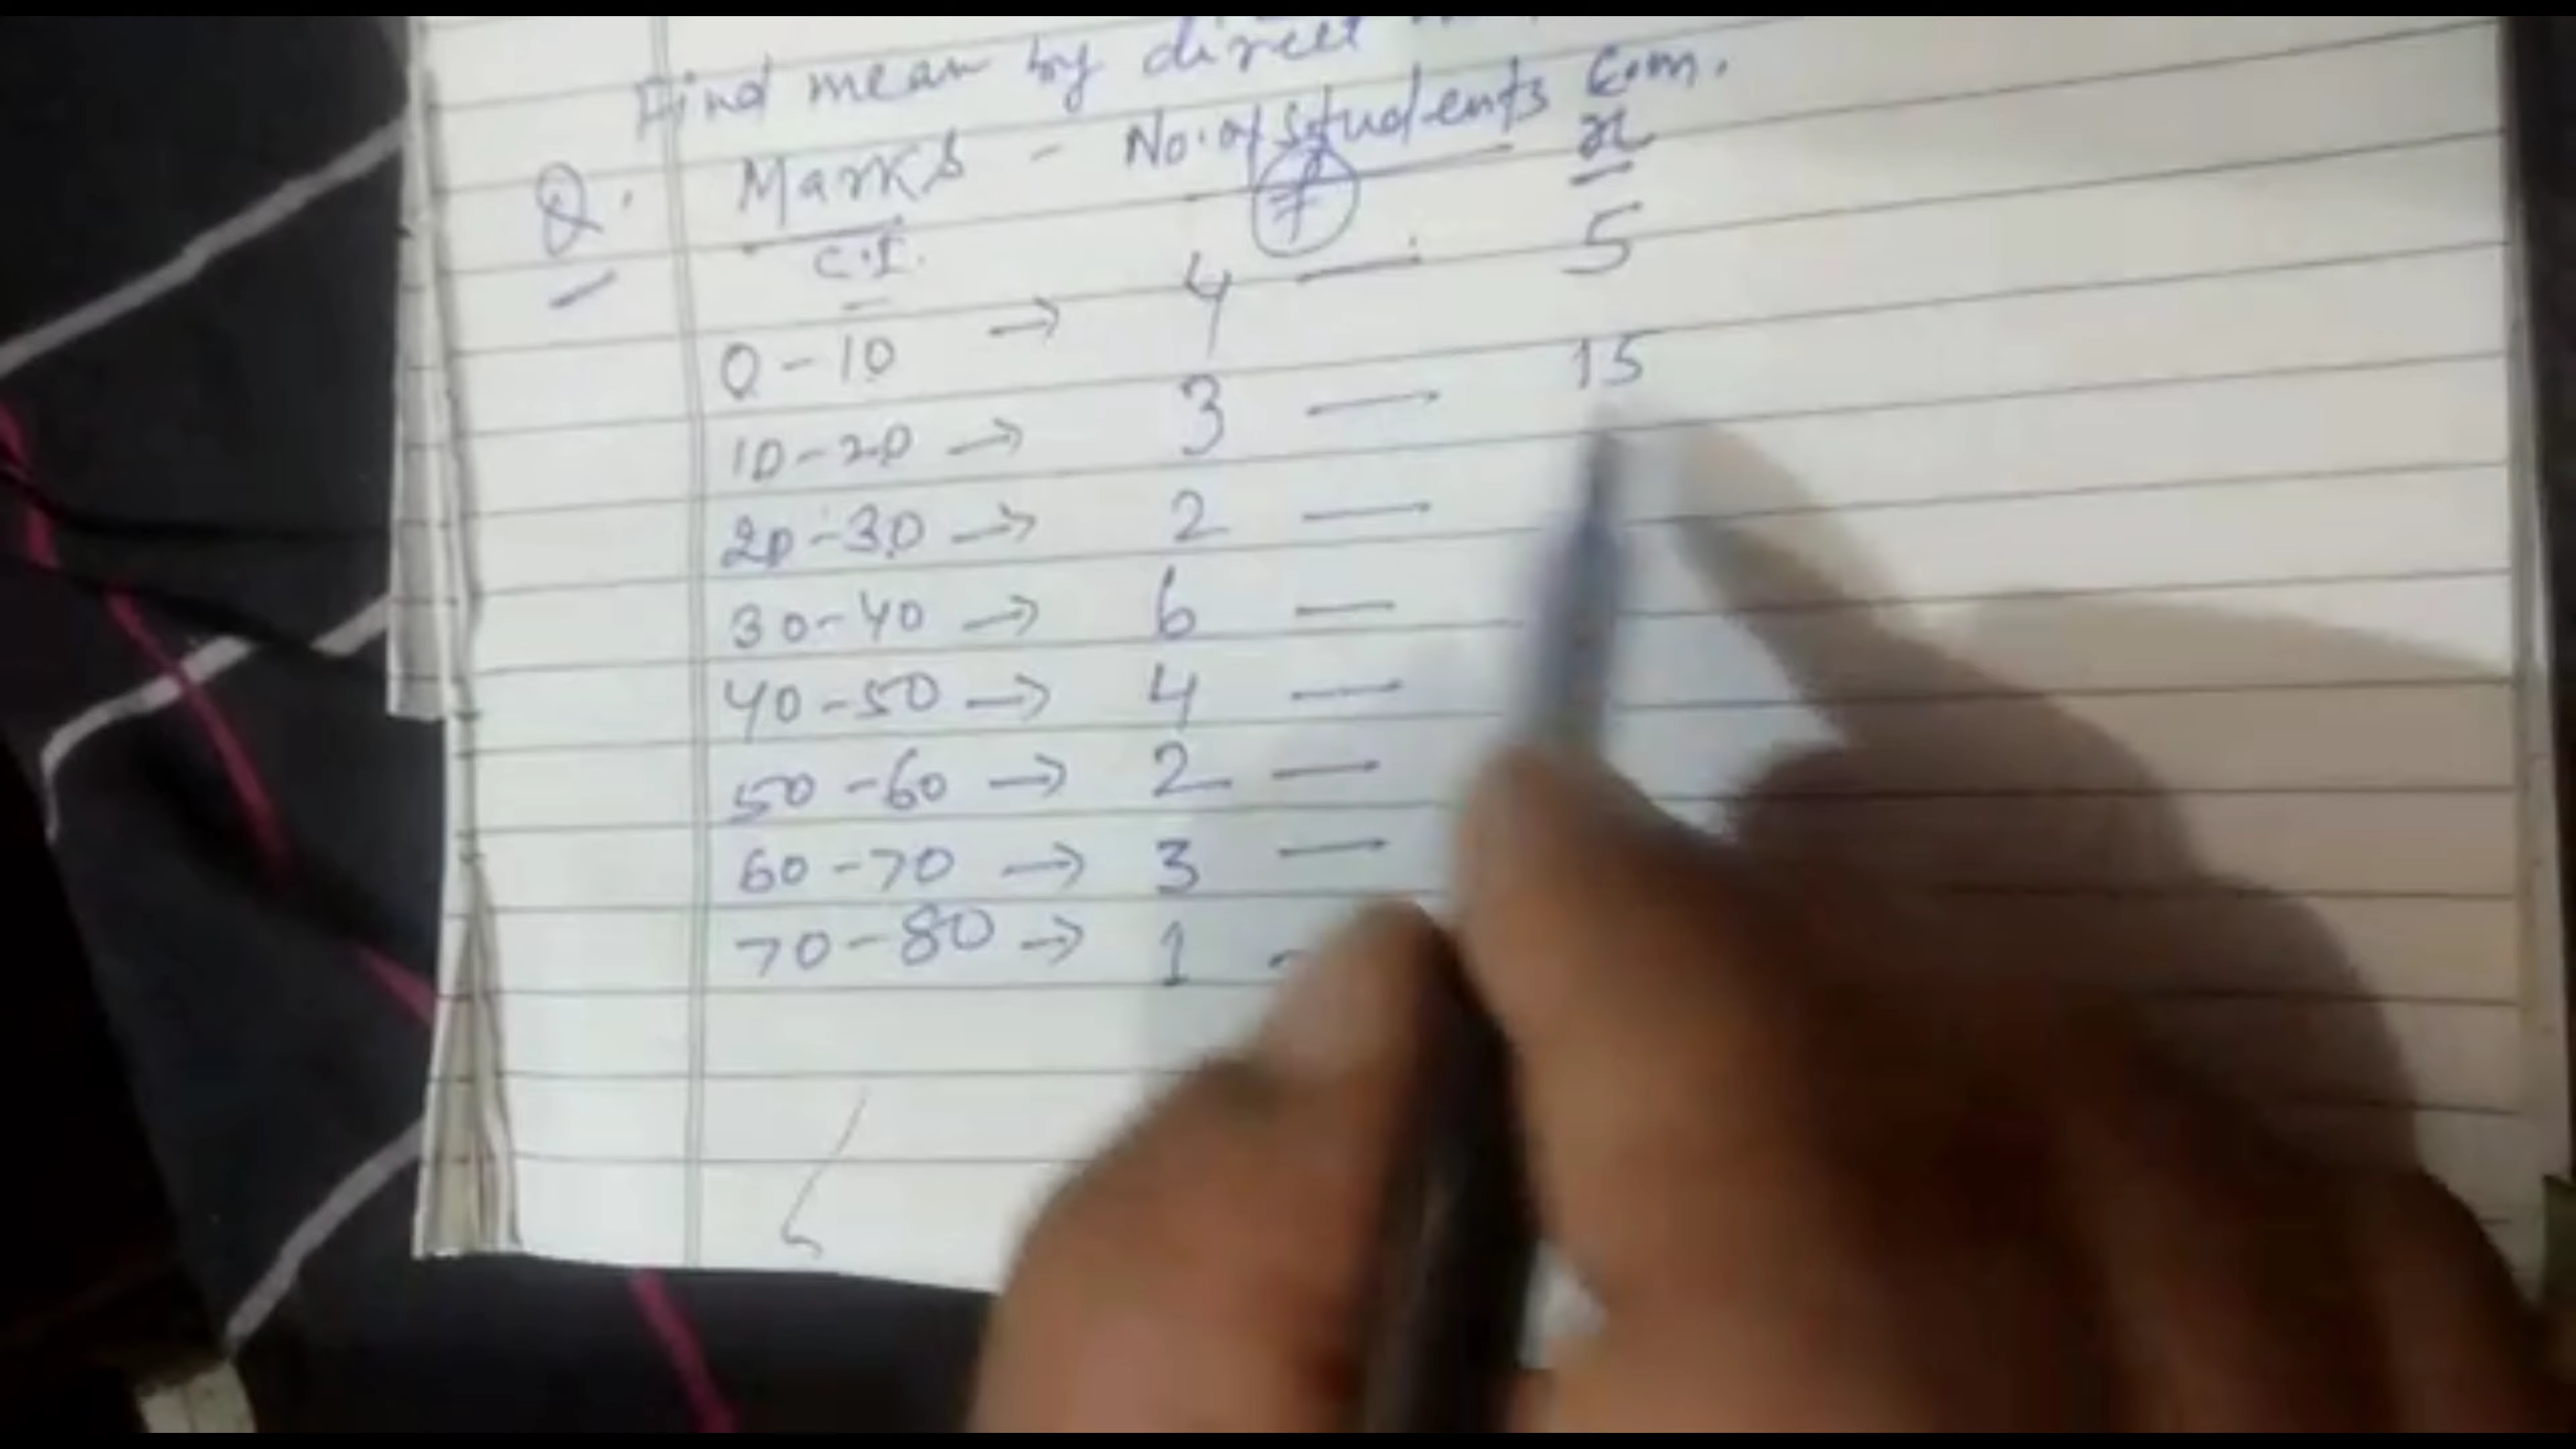 Find mean by direct
Q. Marks - No. of students C.m.
C.I. f x
0-10 → 4 — 5
10-20 → 3 — 15
20-30 → 2 —
30-40 → 6 —
40-50 → 4 —
50-60 → 2 —
60-70 → 3 —
70-80 → 1 -